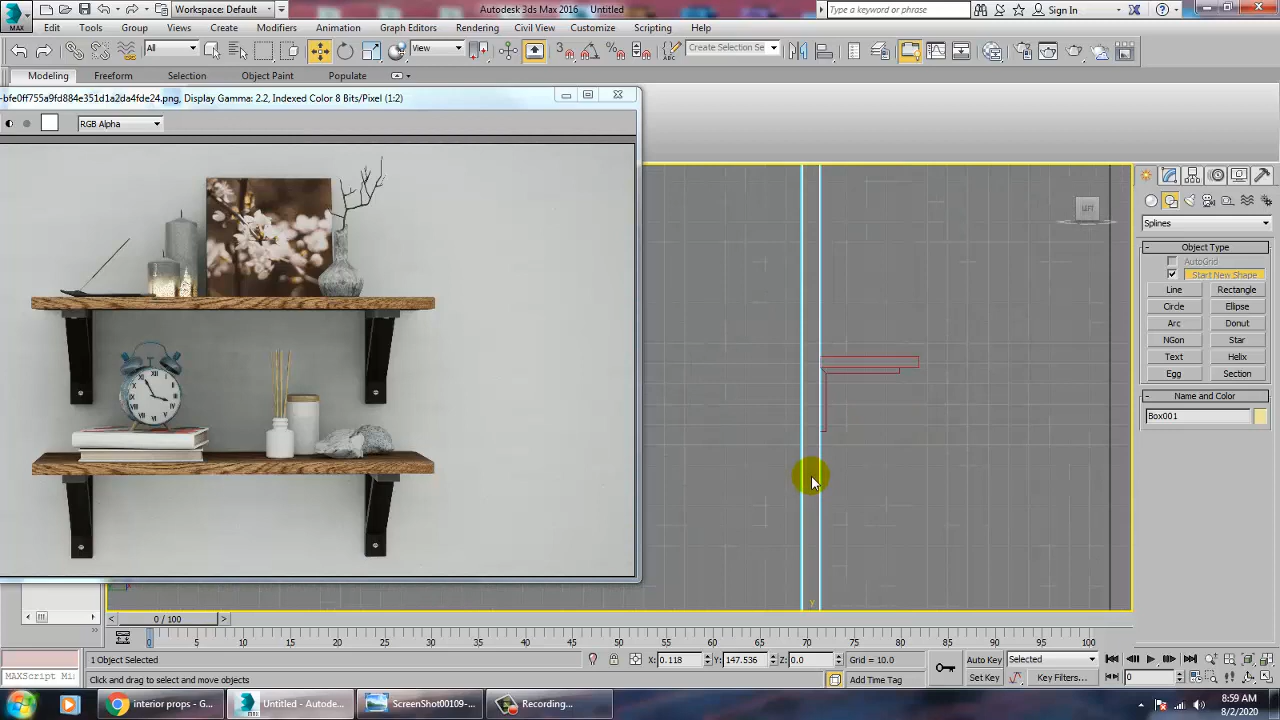 Workspace: Default
Autodesk 3ds Max 2016
Untitled
Type a keyword or phrase
Sign In
MAX
Edit
Tools
Group
Views
Create
Modifiers
Animation
Graph Editors
Rendering
Civil View
Customize
Scripting
Help
All
View
Create Selection Se
Modeling
Freeform
Selection
Object Paint
Populate
-bfe0ff755a9fd884e351d1a2da4fde24.png, Display Gamma: 2.2, Indexed Color 8 Bits/Pixel (1:2)
RGB Alpha
LEFT
Splines
Object Type
AutoGrid
Start New Shape
Line
Rectangle
Circle
Ellipse
Arc
Donut
NGon
Star
Text
Helix
Egg
Section
Name and Color
Box001
y
0 / 100
0
5
10
15
20
25
30
35
40
45
50
55
60
65
70
75
80
85
90
95
100
1 Object Selected
X: 0.118
Y: 147.536
Z: 0.0
Grid = 10.0
Auto Key
Selected
MAXScript Mi
Click and drag to select and move objects
Add Time Tag
Set Key
Key Filters...
0
interior props - G...
Untitled - Autode...
ScreenShot00109-...
Recording...
8:59 AM
8/2/2020